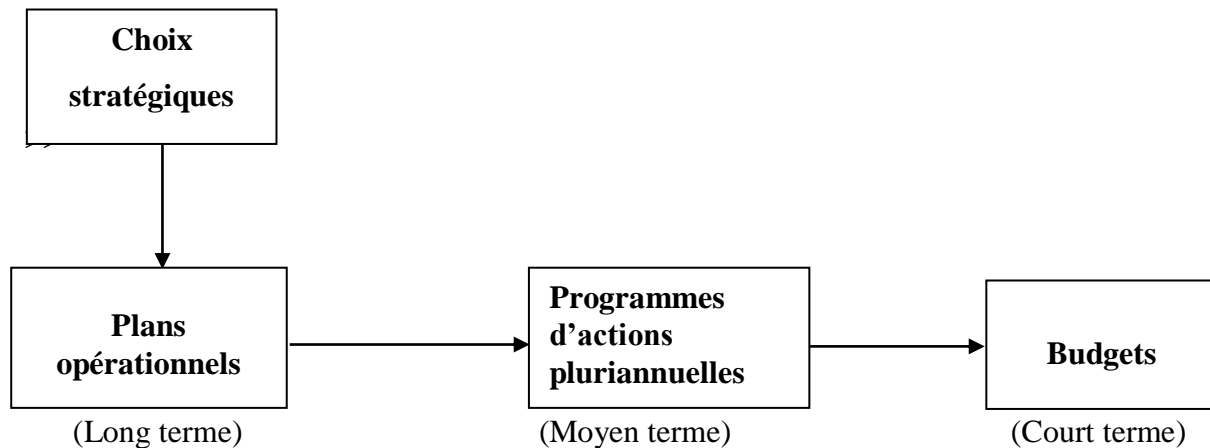 Choix
stratégiques
Plans
opérationnels
(Long terme)
Programmes
d’actions
pluriannuelles
(Moyen terme)
Budgets
(Court terme)